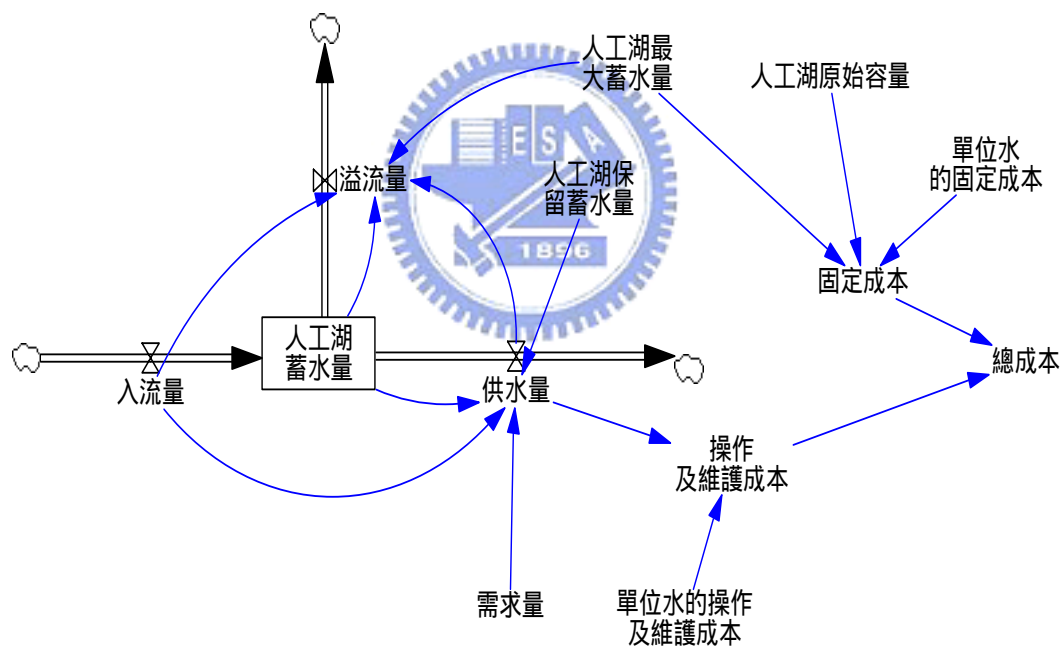 人工湖最
大蓄水量
人工湖原始容量
ESA
單位水
的固定成本
溢流量
人工湖保
留蓄水量
1896
固定成本
人工湖
蓄水量
入流量
供水量
總成本
操作
及維護成本
需求量
單位水的操作
及維護成本